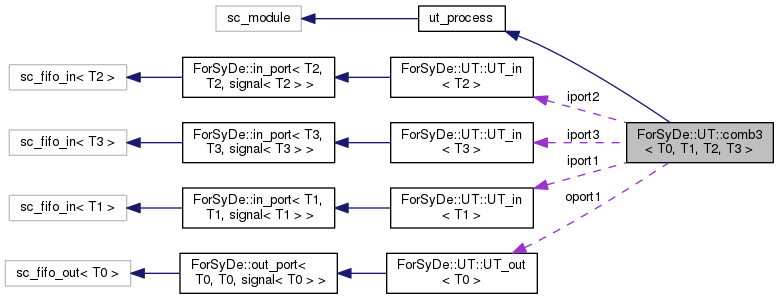 sc_module
ut_process
sc_fifo_in< T2 >
ForSyDe::in_port< T2,
T2, signal< T2 > >
ForSyDe::UT::UT_in
< T2 >
iport2
sc_fifo_in< T3 >
ForSyDe::in_port< T3,
T3, signal< T3 > >
ForSyDe::UT::UT_in
< T3 >
iport3
ForSyDe::UT::comb3
< T0, T1, T2, T3 >
iport1
sc_fifo_in< T1 >
ForSyDe::in_port< T1,
T1, signal< T1 > >
ForSyDe::UT::UT_in
< T1 >
oport1
sc_fifo_out< T0 >
ForSyDe::out_port<
T0, T0, signal< T0 > >
ForSyDe::UT::UT_out
< T0 >